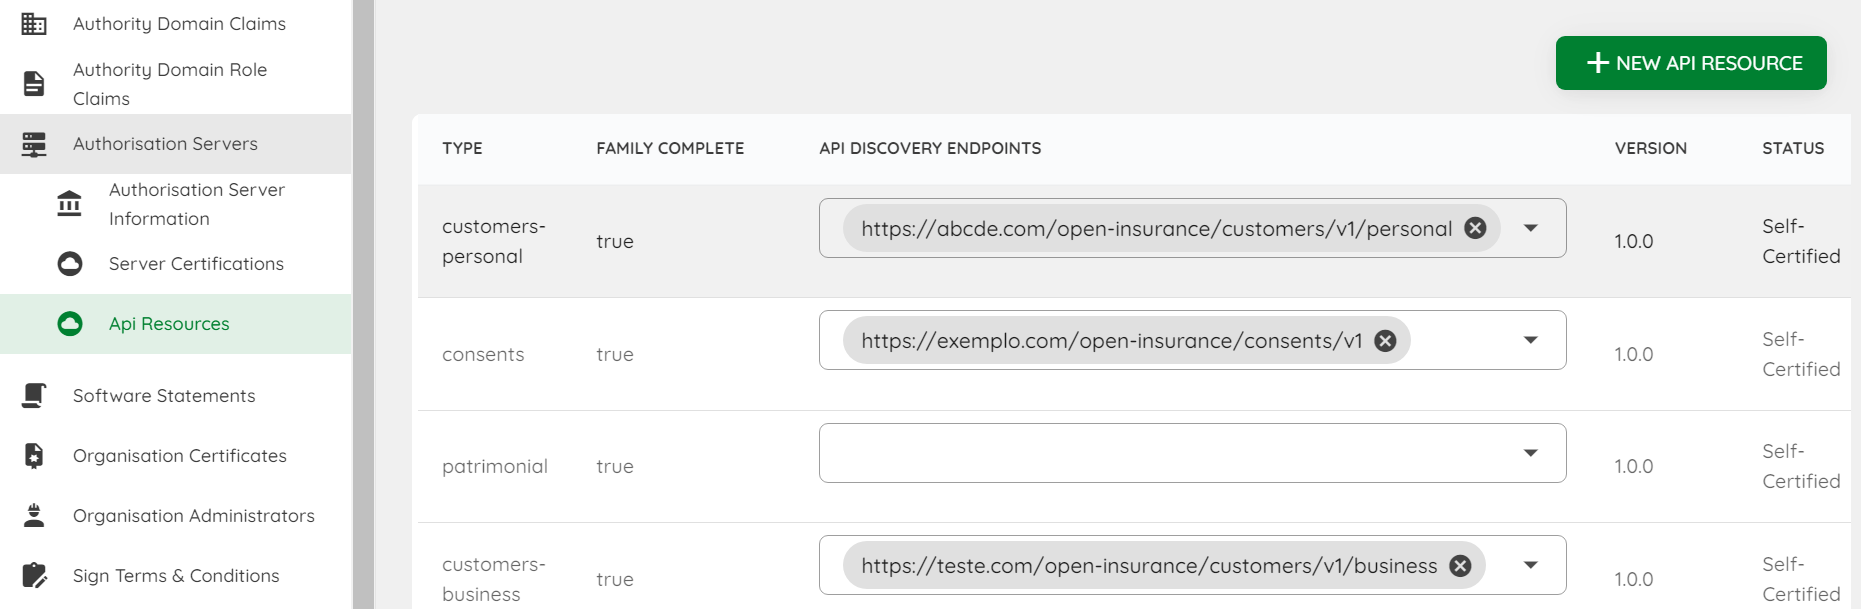 Authority Domain Claims
Authority Domain Role
Claims
Authorisation Servers
Authorisation Server
Information
Server Certifications
Api Resources
Software Statements
Organisation Certificates
Organisation Administrators
Sign Terms & Conditions
NEW API RESOURCE
TYPE FAMILY COMPLETE API DISCOVERY ENDPOINTS VERSION STATUS
customers-
personal
true
https://abcde.com/open-insurance/customers/v1/personal
1.0.0
Self-
Certified
consents
true
https://exemplo.com/open-insurance/consents/v1
1.0.0
Self-
Certified
patrimonial
true
1.0.0
Self-
Certified
customers-
business
true
https://teste.com/open-insurance/customers/v1/business
1.0.0
Self-
Certified